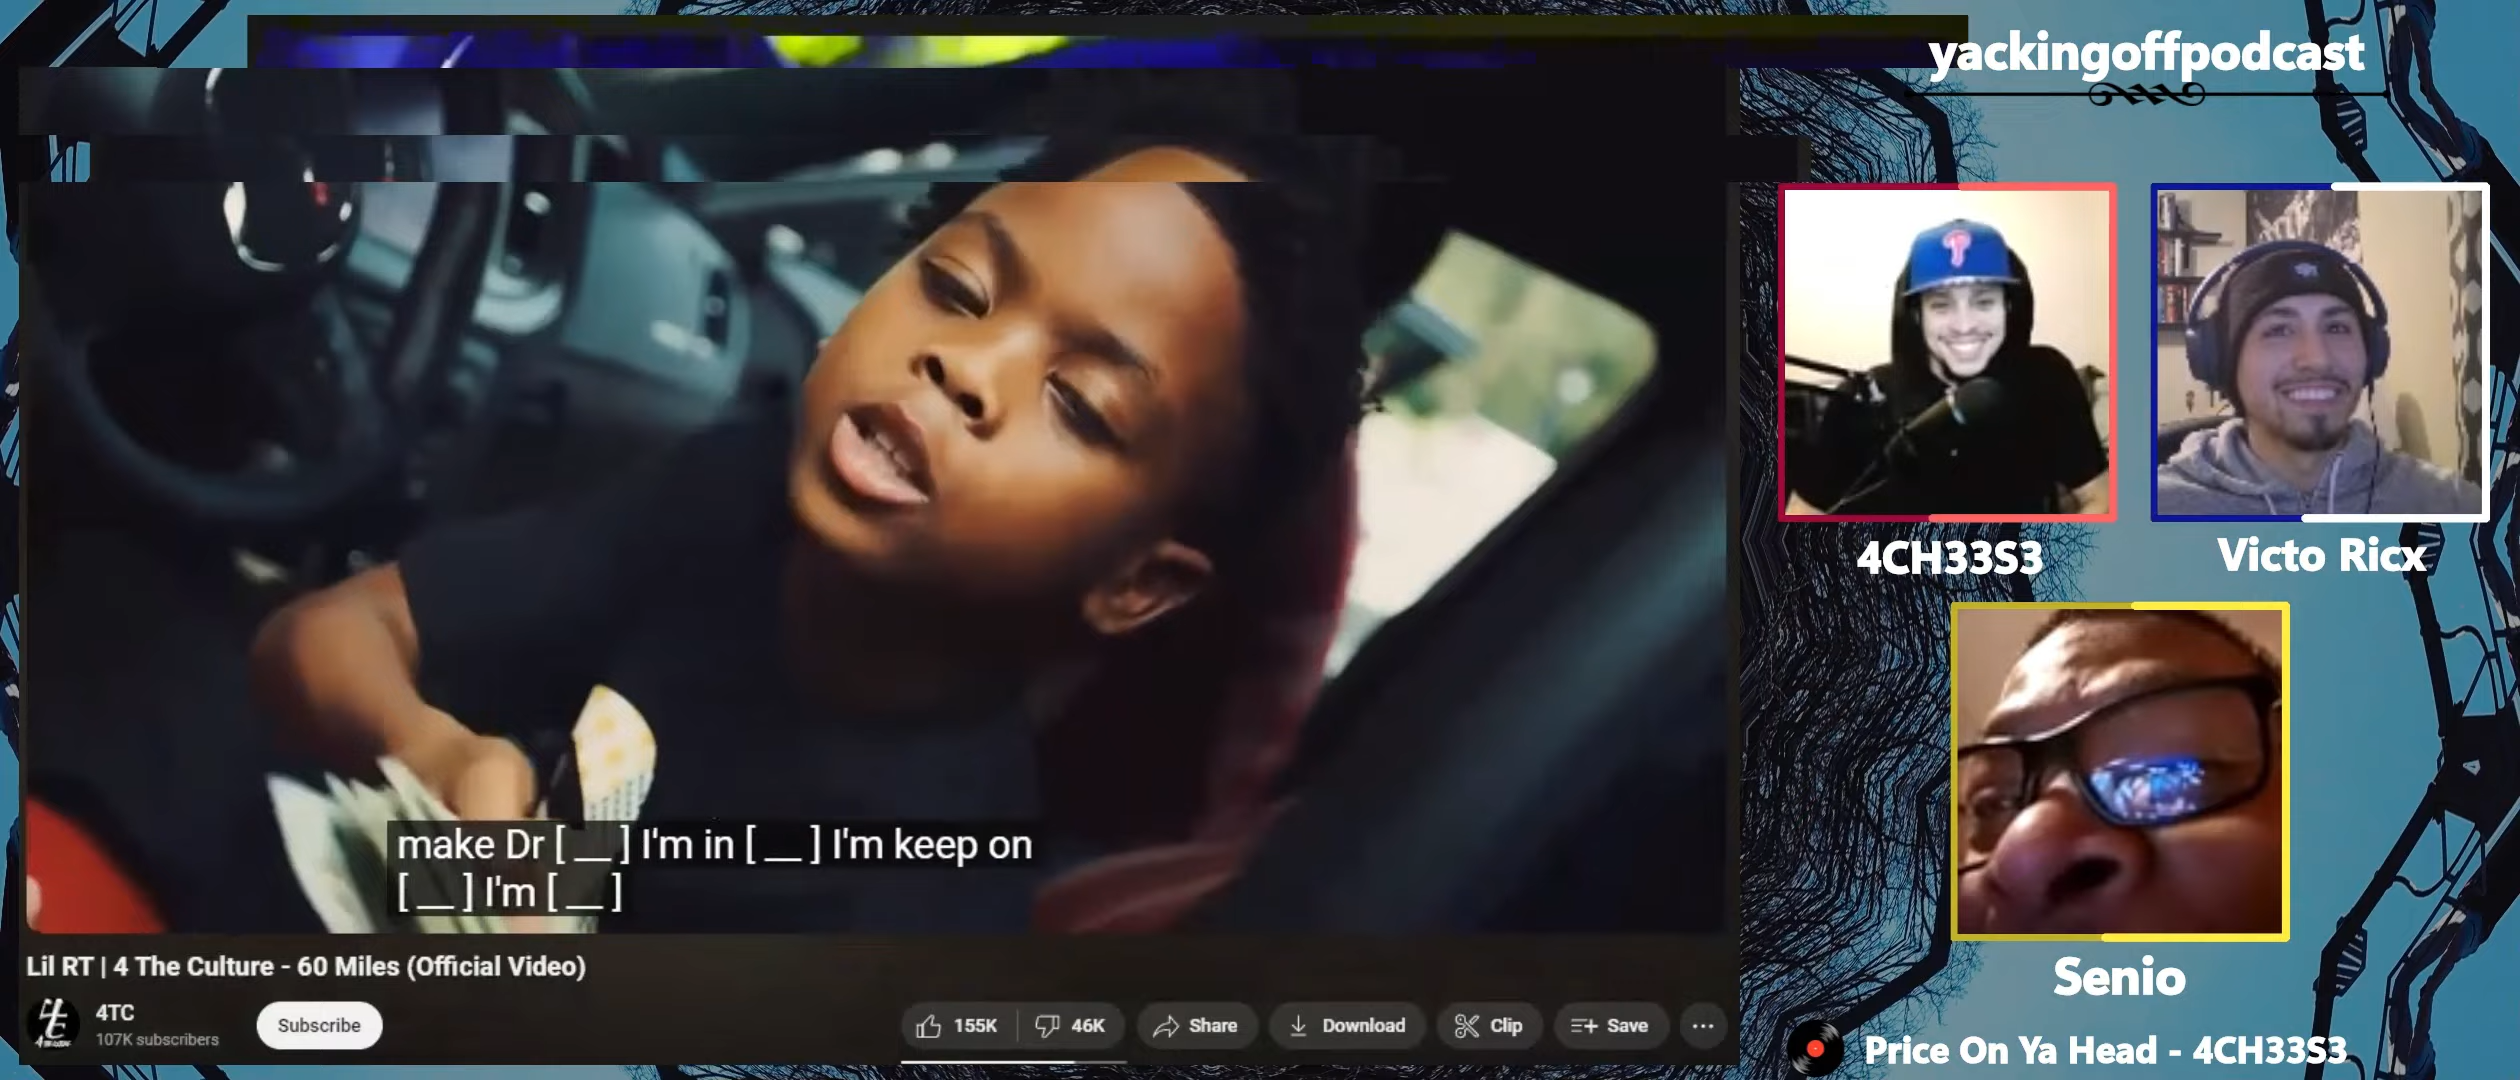 yackingoffpodcast
4CH33S3
Victo Ricx
make Dr [ __ ] I'm in [ __ ] I'm keep on
[ __ ] I'm [ __ ]
Lil RT | 4 The Culture - 60 Miles (Official Video)
4TC
107K subscribers
Subscribe
155K
46K
Share
Download
Clip
Save
Senio
Price On Ya Head - 4CH33S3